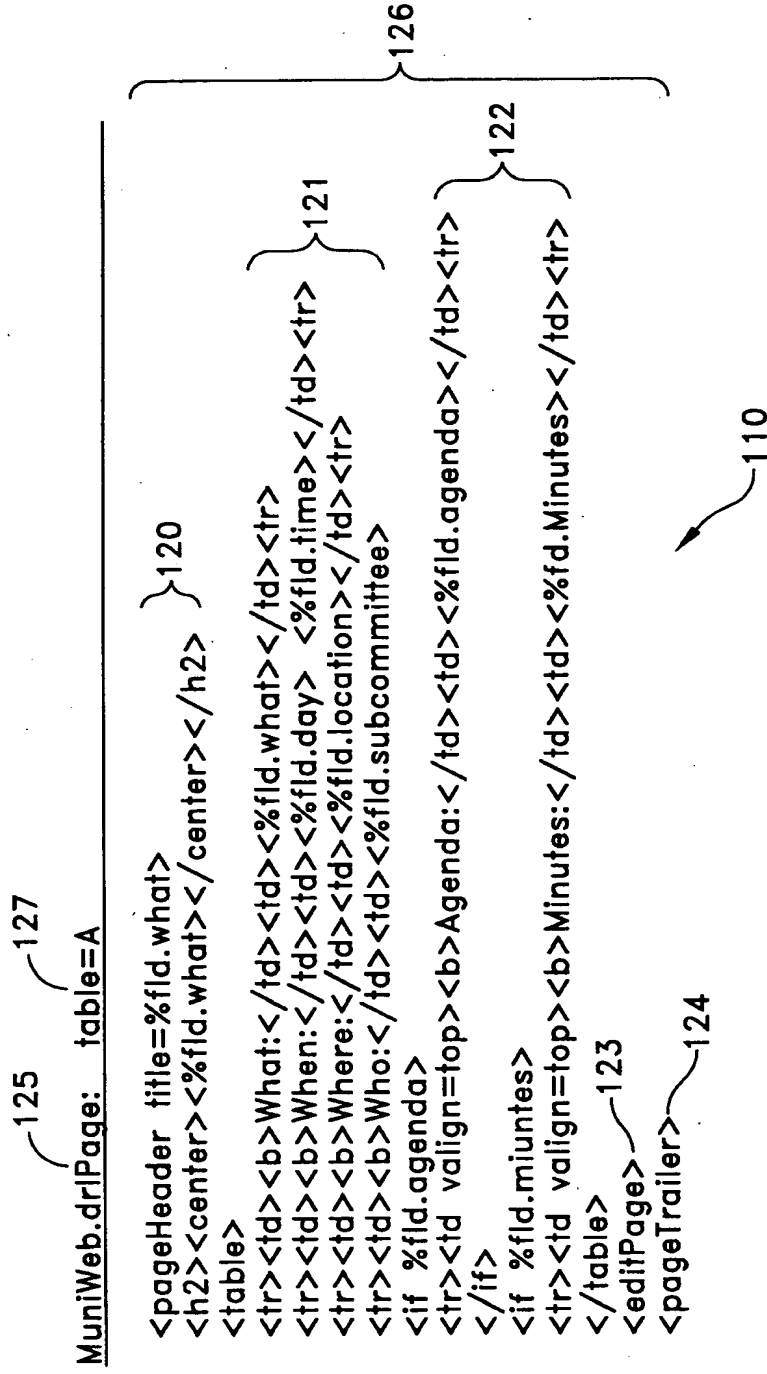 125 127
MuniWeb.drlPage: table=A
<pageHeader title=%fld.what>
<h2><center><%fld.what></center></h2>
120
<table>
<tr><td><b>What:</td><td><%fld.what></td><tr>
<tr><td><b>When:</td><td><%fld.day> <%fld.time></td><tr>
<tr><td><b>Where:</td><td><%fld.location></td><tr>
<tr><td><b>Who:</td><td><%fld.subcommittee>
121
<if %fld.agenda>
<tr><td valign=top><b>Agenda:</td><td><%fld.agenda></td><tr>
</if>
<if %fld.miuntes>
<tr><td valign=top><b>Minutes:</td><td><%fd.Minutes></td><tr>
122
</table>
<editPage> 123
<pageTrailer> 124
126
110